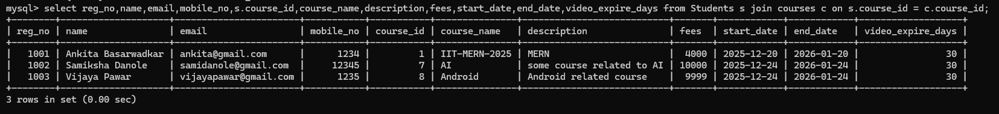 mysql> select reg_no,name,email,mobile_no,s.course_id,course_name,description,fees,start_date,end_date,video_expire_days from Students s join courses c on s.course_id = c.course_id;
+--------+-------------------+----------------------+-----------+-----------+---------------+---------------------------+-------+------------+------------+-------------------+
| reg_no | name              | email                | mobile_no | course_id | course_name   | description               | fees  | start_date | end_date   | video_expire_days |
+--------+-------------------+----------------------+-----------+-----------+---------------+---------------------------+-------+------------+------------+-------------------+
|   1001 | Ankita Basarwadkar | ankita@gmail.com     |      1234 |         1 | IIT-MERN-2025 | MERN                      |  4000 | 2025-12-20 | 2026-01-20 |                30 |
|   1002 | Samiksha Danole   | samidanole@gmail.com |     12345 |         7 | AI            | some course related to AI | 10000 | 2025-12-24 | 2026-01-24 |                30 |
|   1003 | Vijaya Pawar      | vijayapawar@gmail.com |      1235 |         8 | Android       | Android related course    |  9999 | 2025-12-24 | 2026-01-24 |                30 |
+--------+-------------------+----------------------+-----------+-----------+---------------+---------------------------+-------+------------+------------+-------------------+
3 rows in set (0.00 sec)